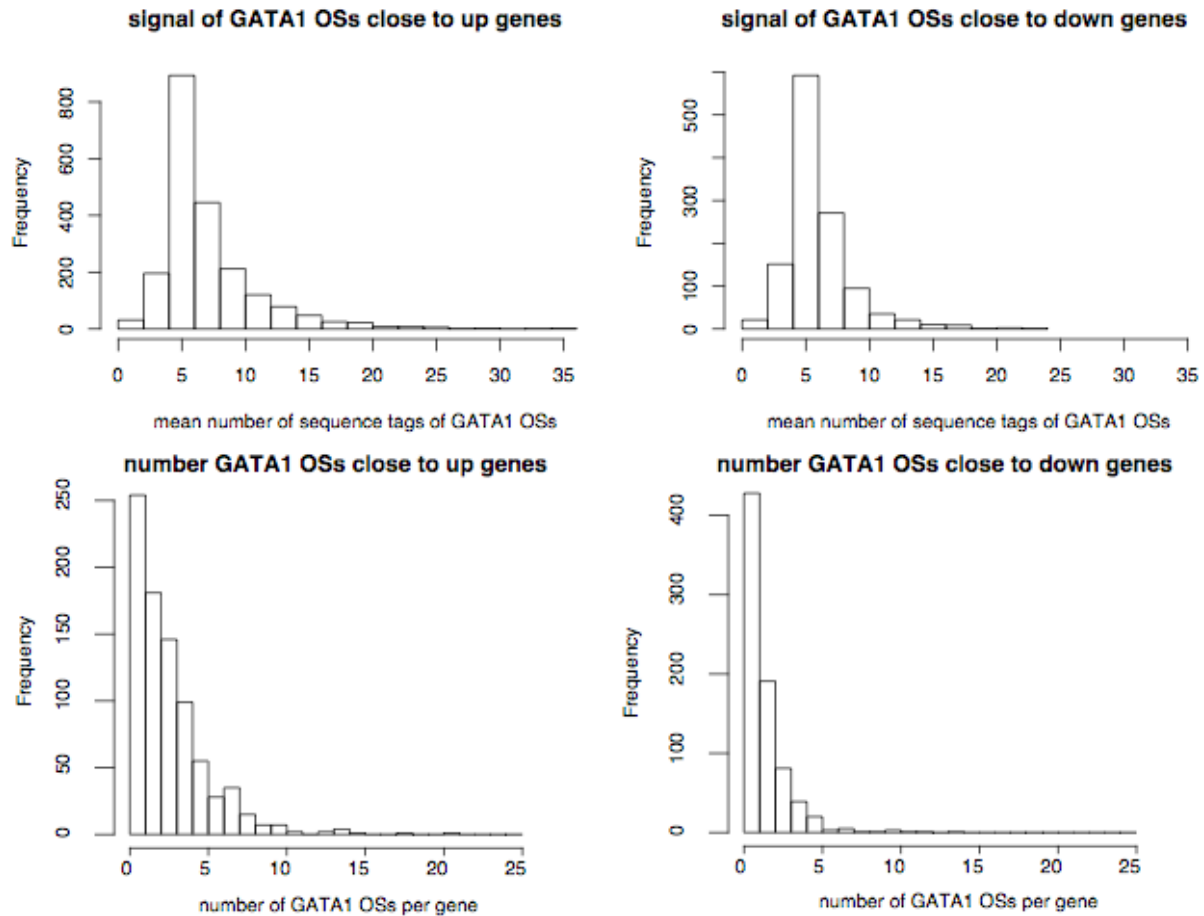 signal of GATA1 OSs close to up genes
Frequency
0 200 400 600 800
0 5 10 15 20 25 30 35
mean number of sequence tags of GATA1 OSs
signal of GATA1 OSs close to down genes
Frequency
0 100 300 500
0 5 10 15 20 25 30 35
mean number of sequence tags of GATA1 OSs
number GATA1 OSs close to up genes
Frequency
0 50 100 150 200 250
0 5 10 15 20 25
number of GATA1 OSs per gene
number GATA1 OSs close to down genes
Frequency
0 100 200 300 400
0 5 10 15 20 25
number of GATA1 OSs per gene